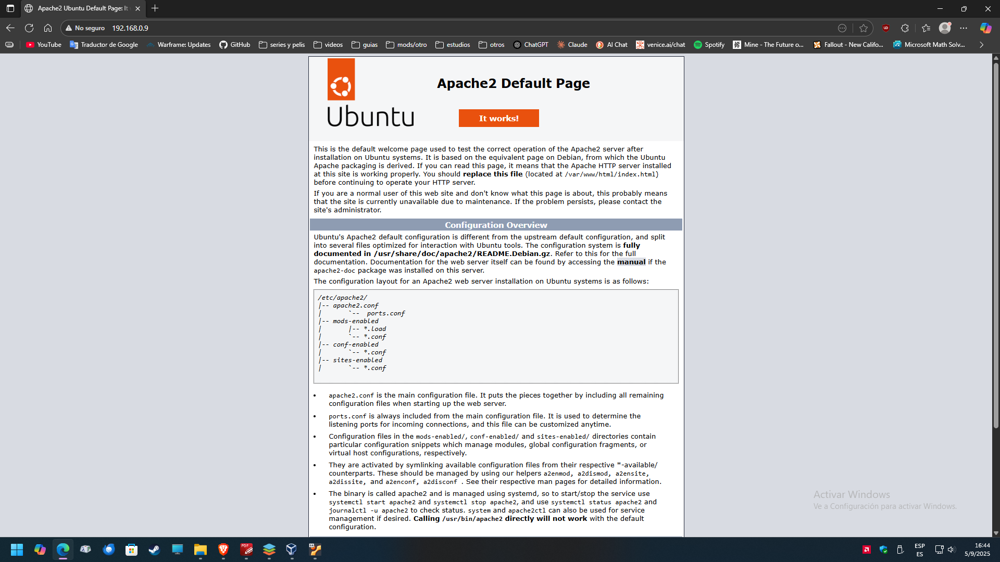 Apache2 Ubuntu Default Page: It
No seguro 192.168.0.9
YouTube Traductor de Google Warframe: Updates GitHub series y pelis videos guias mods/otro estudios otros ChatGPT Claude AI Chat venice.ai/chat Spotify Mine - The Future o... Fallout - New Califo... Microsoft Math Solv...
Ubuntu
Apache2 Default Page
It works!
This is the default welcome page used to test the correct operation of the Apache2 server after
installation on Ubuntu systems. It is based on the equivalent page on Debian, from which the Ubuntu
Apache packaging is derived. If you can read this page, it means that the Apache HTTP server installed
at this site is working properly. You should replace this file (located at /var/www/html/index.html)
before continuing to operate your HTTP server.
If you are a normal user of this web site and don't know what this page is about, this probably means
that the site is currently unavailable due to maintenance. If the problem persists, please contact the
site's administrator.
Configuration Overview
Ubuntu's Apache2 default configuration is different from the upstream default configuration, and split
into several files optimized for interaction with Ubuntu tools. The configuration system is fully
documented in /usr/share/doc/apache2/README.Debian.gz. Refer to this for the full
documentation. Documentation for the web server itself can be found by accessing the manual if the
apache2-doc package was installed on this server.
The configuration layout for an Apache2 web server installation on Ubuntu systems is as follows:
/etc/apache2/
|-- apache2.conf
|       `--  ports.conf
|-- mods-enabled
|       |-- *.load
|       `-- *.conf
|-- conf-enabled
|       `-- *.conf
|-- sites-enabled
|       `-- *.conf
• apache2.conf is the main configuration file. It puts the pieces together by including all remaining
configuration files when starting up the web server.
• ports.conf is always included from the main configuration file. It is used to determine the
listening ports for incoming connections, and this file can be customized anytime.
• Configuration files in the mods-enabled/, conf-enabled/ and sites-enabled/ directories contain
particular configuration snippets which manage modules, global configuration fragments, or
virtual host configurations, respectively.
• They are activated by symlinking available configuration files from their respective *-available/
counterparts. These should be managed by using our helpers a2enmod, a2dismod, a2ensite,
a2dissite, and a2enconf, a2disconf . See their respective man pages for detailed information.
• The binary is called apache2 and is managed using systemd, so to start/stop the service use
systemctl start apache2 and systemctl stop apache2, and use systemctl status apache2 and
journalctl -u apache2 to check status. system and apache2ctl can also be used for service
management if desired. Calling /usr/bin/apache2 directly will not work with the default
configuration.
Activar Windows
Ve a Configuración para activar Windows.
PDF
64
ESP
ES
16:44
5/9/2025